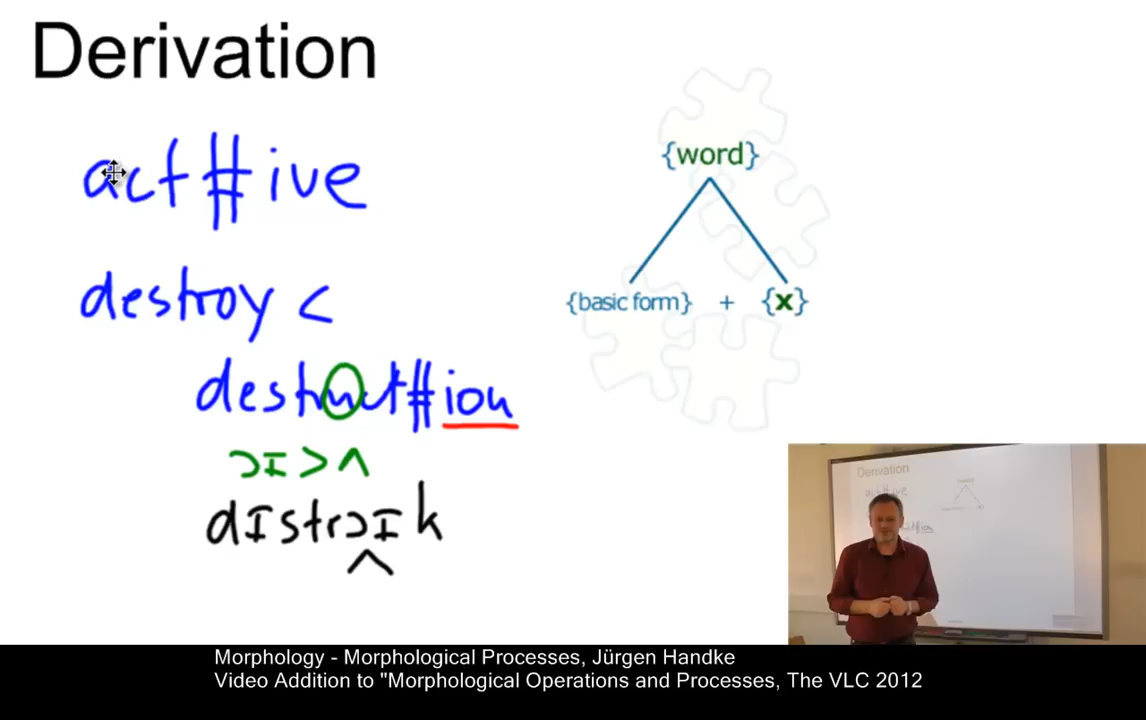 Derivation
act#ive
destroy <
destruct#ion
ɔɪ > ʌ
dɪstrɔɪk
ʌ
{word}
{basic form} + {x}
Derivation
Morphology - Morphological Processes, Jürgen Handke
Video Addition to "Morphological Operations and Processes, The VLC 2012